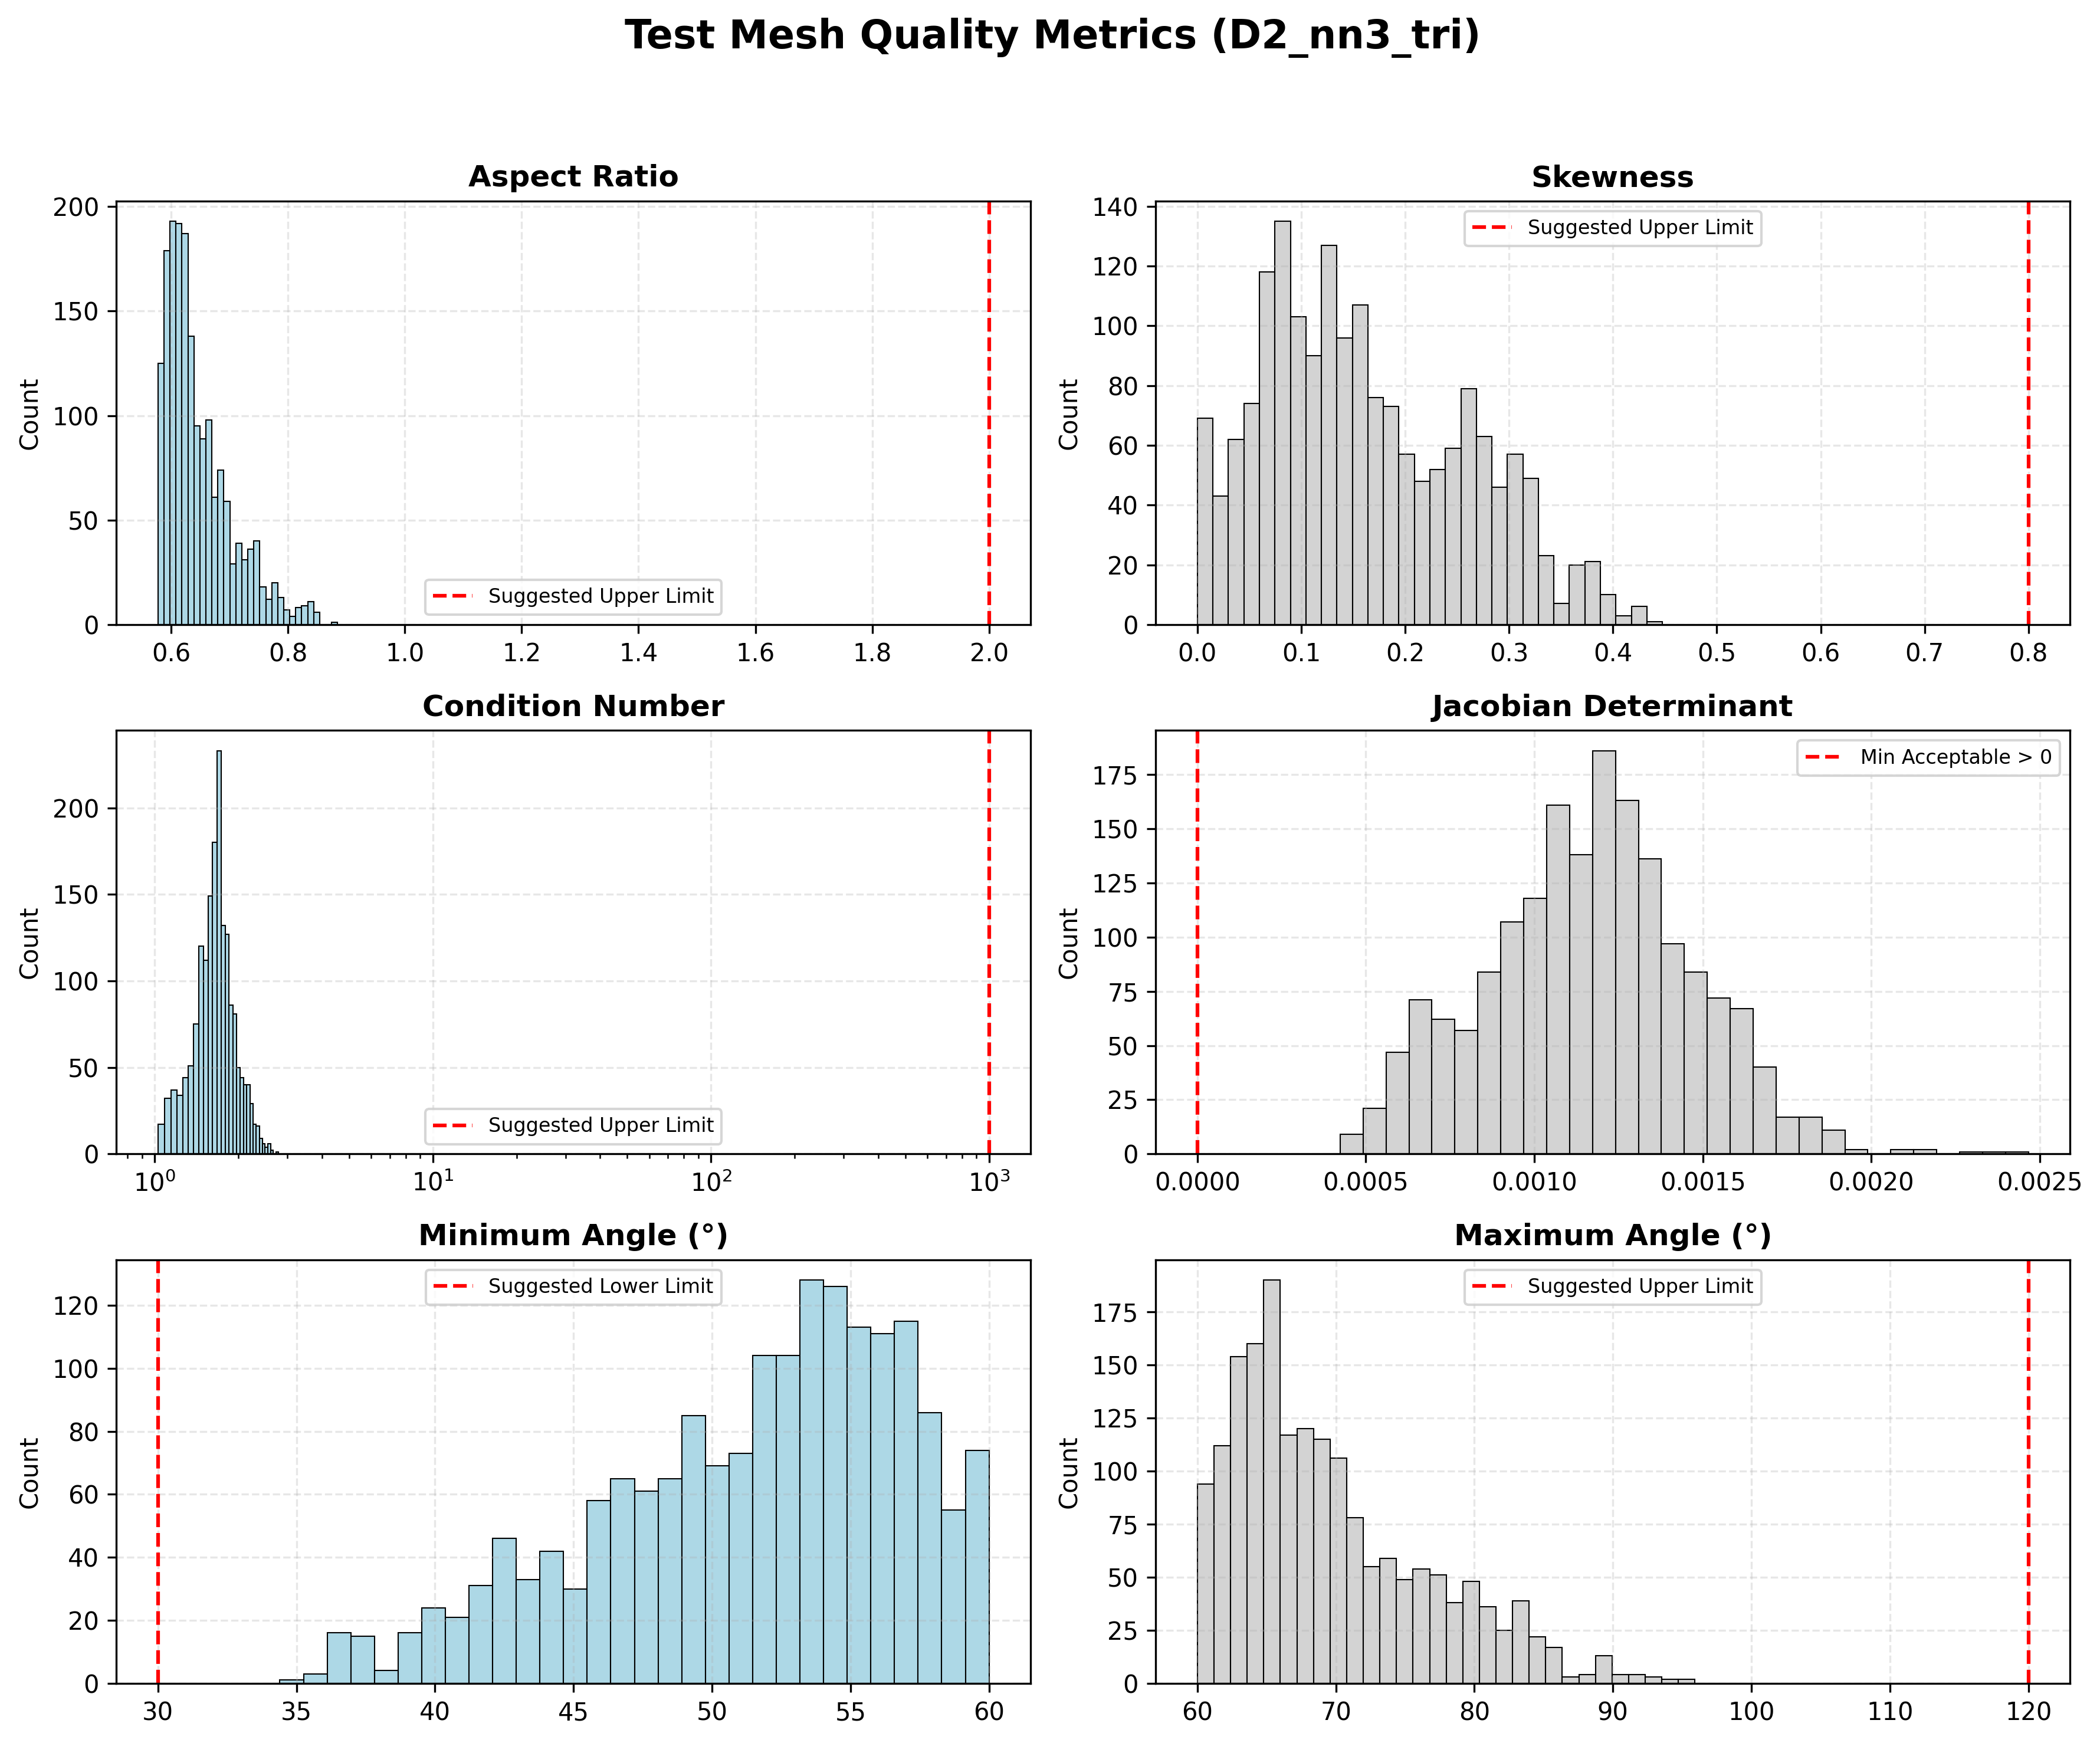 Test Mesh Quality Metrics (D2_nn3_tri)
Aspect Ratio
Count
200
150
100
50
0
0.6 0.8 1.0 1.2 1.4 1.6 1.8 2.0
Suggested Upper Limit
Skewness
Count
140
120
100
80
60
40
20
0
0.0 0.1 0.2 0.3 0.4 0.5 0.6 0.7 0.8
Suggested Upper Limit
Condition Number
Count
200
150
100
50
0
10⁰ 10¹ 10² 10³
Suggested Upper Limit
Jacobian Determinant
Count
175
150
125
100
75
50
25
0
0.0000 0.0005 0.0010 0.0015 0.0020 0.0025
Min Acceptable > 0
Minimum Angle (°)
Count
120
100
80
60
40
20
0
30 35 40 45 50 55 60
Suggested Lower Limit
Maximum Angle (°)
Count
175
150
125
100
75
50
25
0
60 70 80 90 100 110 120
Suggested Upper Limit